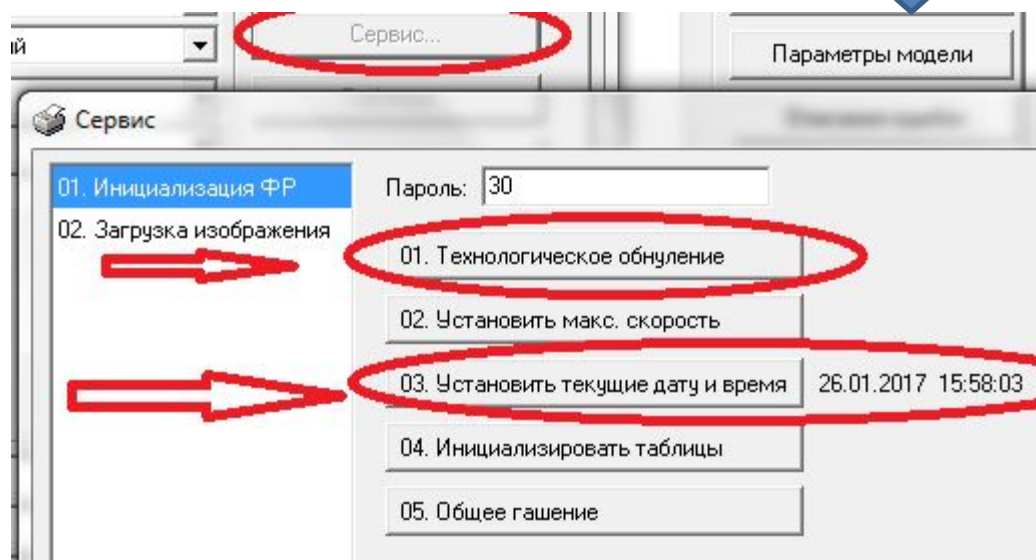 ий
Сервис...
Параметры модели
Сервис
01. Инициализация ФР
02. Загрузка изображения
Пароль: 30
01. Технологическое обнуление
02. Установить макс. скорость
03. Установить текущие дату и время 26.01.2017 15:58:03
04. Инициализировать таблицы
05. Общее гашение